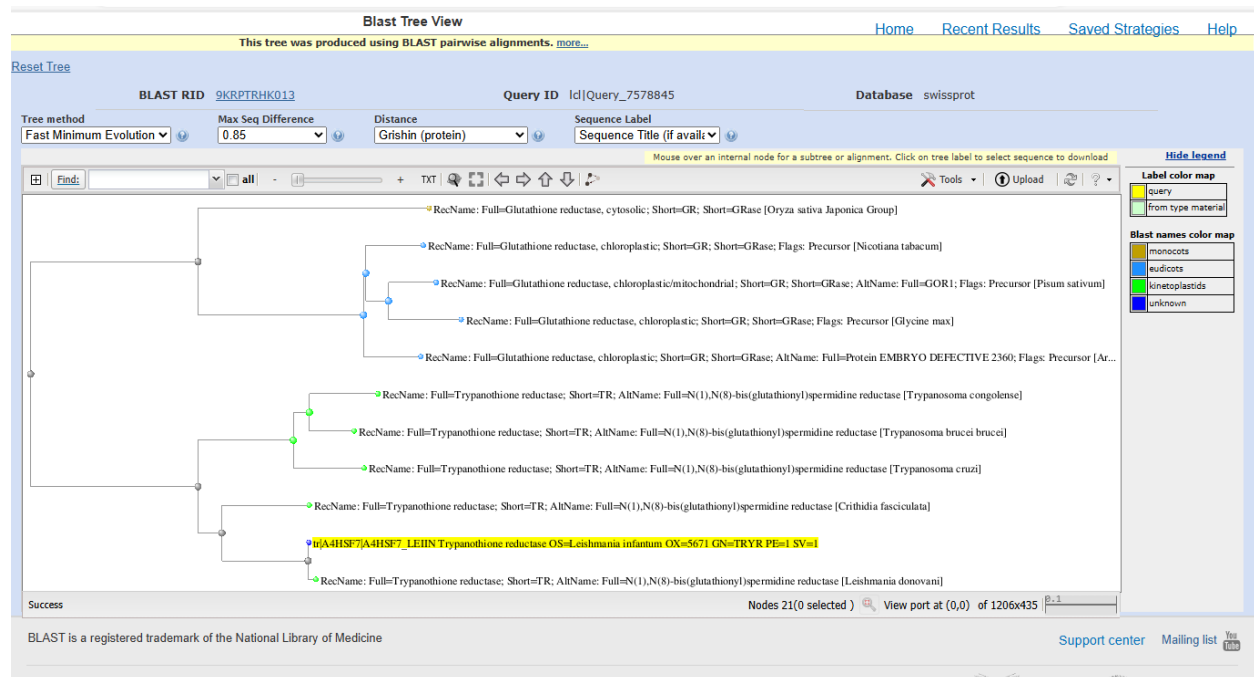 Blast Tree View
Home Recent Results Saved Strategies Help
This tree was produced using BLAST pairwise alignments. more...
Reset Tree
BLAST RID 9KRPTRHK013 Query ID lcl|Query_7578845 Database swissprot
Tree method Max Seq Difference Distance Sequence Label
Fast Minimum Evolution 0.85 Grishin (protein) Sequence Title (if availa
Mouse over an internal node for a subtree or alignment. Click on tree label to select sequence to download
Hide legend
Find: all - + TXT Tools Upload ?
Label color map
query
from type material
Blast names color map
monocots
eudicots
kinetoplastids
unknown
RecName: Full=Glutathione reductase, cytosolic; Short=GR; Short=GRase [Oryza sativa Japonica Group]
RecName: Full=Glutathione reductase, chloroplastic; Short=GR; Short=GRase; Flags: Precursor [Nicotiana tabacum]
RecName: Full=Glutathione reductase, chloroplastic/mitochondrial; Short=GR; Short=GRase; AltName: Full=GOR1; Flags: Precursor [Pisum sativum]
RecName: Full=Glutathione reductase, chloroplastic; Short=GR; Short=GRase; Flags: Precursor [Glycine max]
RecName: Full=Glutathione reductase, chloroplastic; Short=GR; Short=GRase; AltName: Full=Protein EMBRYO DEFECTIVE 2360; Flags: Precursor [Ar...
RecName: Full=Trypanothione reductase; Short=TR; AltName: Full=N(1),N(8)-bis(glutathionyl)spermidine reductase [Trypanosoma congolense]
RecName: Full=Trypanothione reductase; Short=TR; AltName: Full=N(1),N(8)-bis(glutathionyl)spermidine reductase [Trypanosoma brucei brucei]
RecName: Full=Trypanothione reductase; Short=TR; AltName: Full=N(1),N(8)-bis(glutathionyl)spermidine reductase [Trypanosoma cruzi]
RecName: Full=Trypanothione reductase; Short=TR; AltName: Full=N(1),N(8)-bis(glutathionyl)spermidine reductase [Crithidia fasciculata]
tr|A4HSF7|A4HSF7_LEIIN Trypanothione reductase OS=Leishmania infantum OX=5671 GN=TRYR PE=1 SV=1
RecName: Full=Trypanothione reductase; Short=TR; AltName: Full=N(1),N(8)-bis(glutathionyl)spermidine reductase [Leishmania donovani]
Success Nodes 21(0 selected ) View port at (0,0) of 1206x435 0.1
BLAST is a registered trademark of the National Library of Medicine
Support center Mailing list You Tube